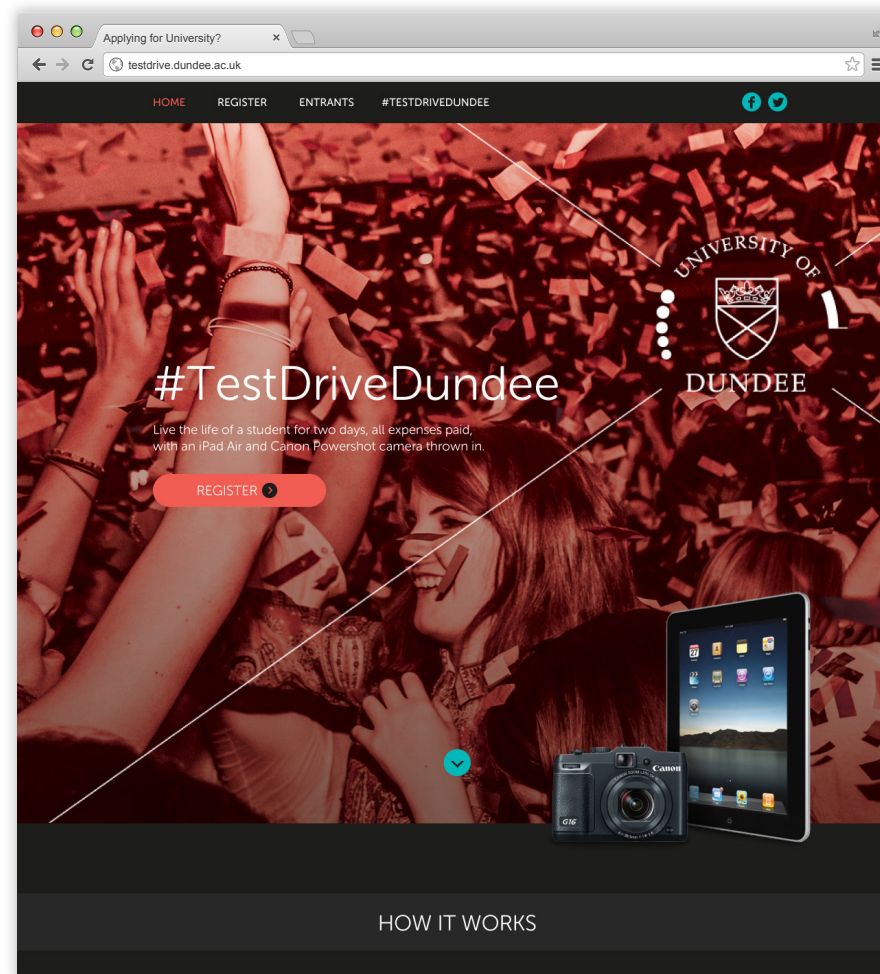 Applying for University?
testdrive.dundee.ac.uk
HOME REGISTER ENTRANTS #TESTDRIVEDUNDEE
UNIVERSITY OF
DUNDEE
#TestDriveDundee
Live the life of a student for two days, all expenses paid,
with an iPad Air and Canon Powershot camera thrown in.
REGISTER
Canon
G16
HOW IT WORKS